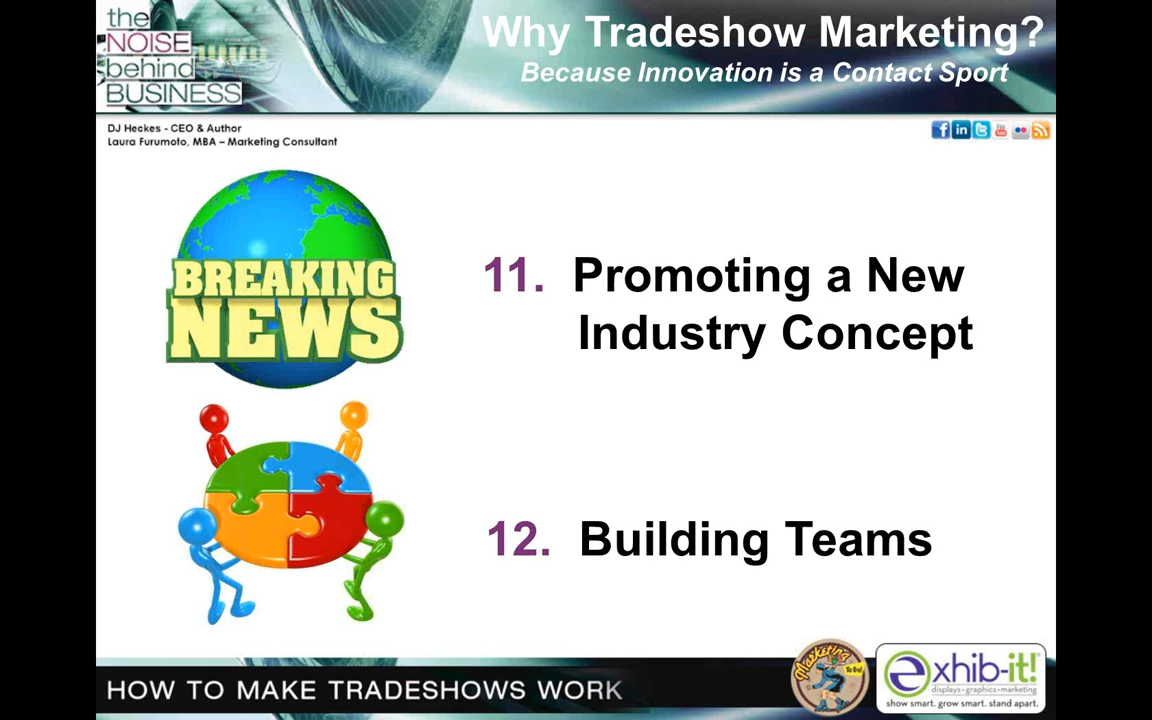 the
NOISE
behind
BUSINESS
Why Tradeshow Marketing?
Because Innovation is a Contact Sport
DJ Heckes - CEO & Author
Laura Furumoto, MBA – Marketing Consultant
BREAKING
NEWS
11. Promoting a New
Industry Concept
12. Building Teams
HOW TO MAKE TRADESHOWS WORK
Marketing
To Go!
exhib-it!
displays•graphics•marketing
show smart. grow smart. stand apart.